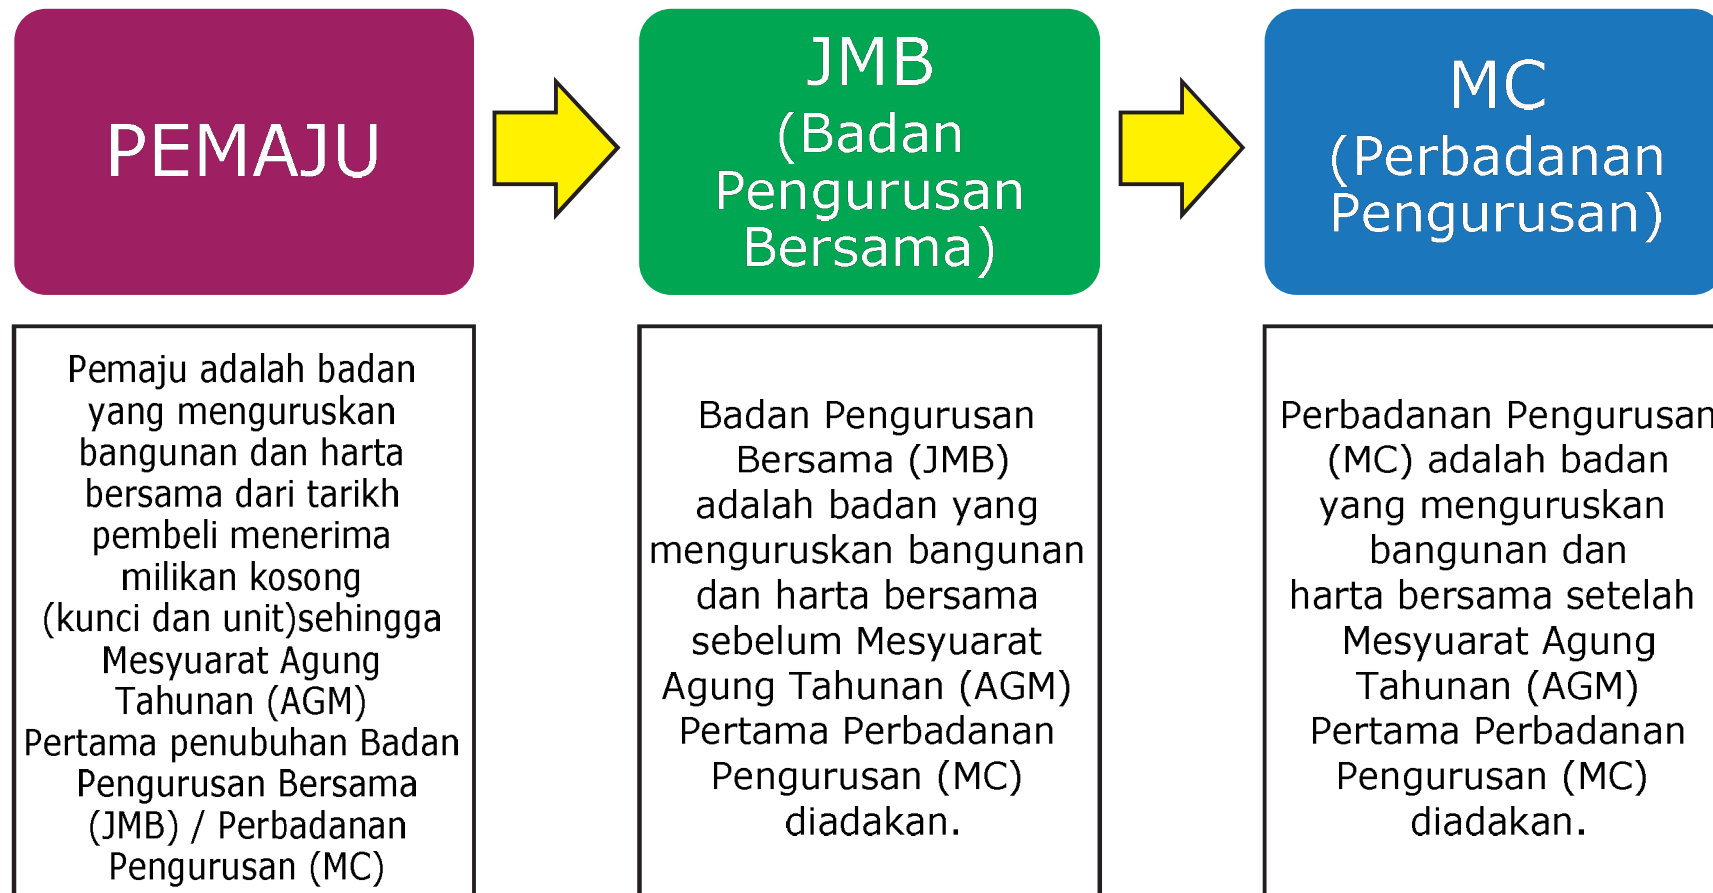 PEMAJU
JMB
(Badan
Pengurusan
Bersama)
MC
(Perbadanan
Pengurusan)
Pemaju adalah badan
yang menguruskan
bangunan dan harta
bersama dari tarikh
pembeli menerima
milikan kosong
(kunci dan unit)sehingga
Mesyuarat Agung
Tahunan (AGM)
Pertama penubuhan Badan
Pengurusan Bersama
(JMB) / Perbadanan
Pengurusan (MC)
Badan Pengurusan
Bersama (JMB)
adalah badan yang
menguruskan bangunan
dan harta bersama
sebelum Mesyuarat
Agung Tahunan (AGM)
Pertama Perbadanan
Pengurusan (MC)
diadakan.
Perbadanan Pengurusan
(MC) adalah badan
yang menguruskan
bangunan dan
harta bersama setelah
Mesyuarat Agung
Tahunan (AGM)
Pertama Perbadanan
Pengurusan (MC)
diadakan.